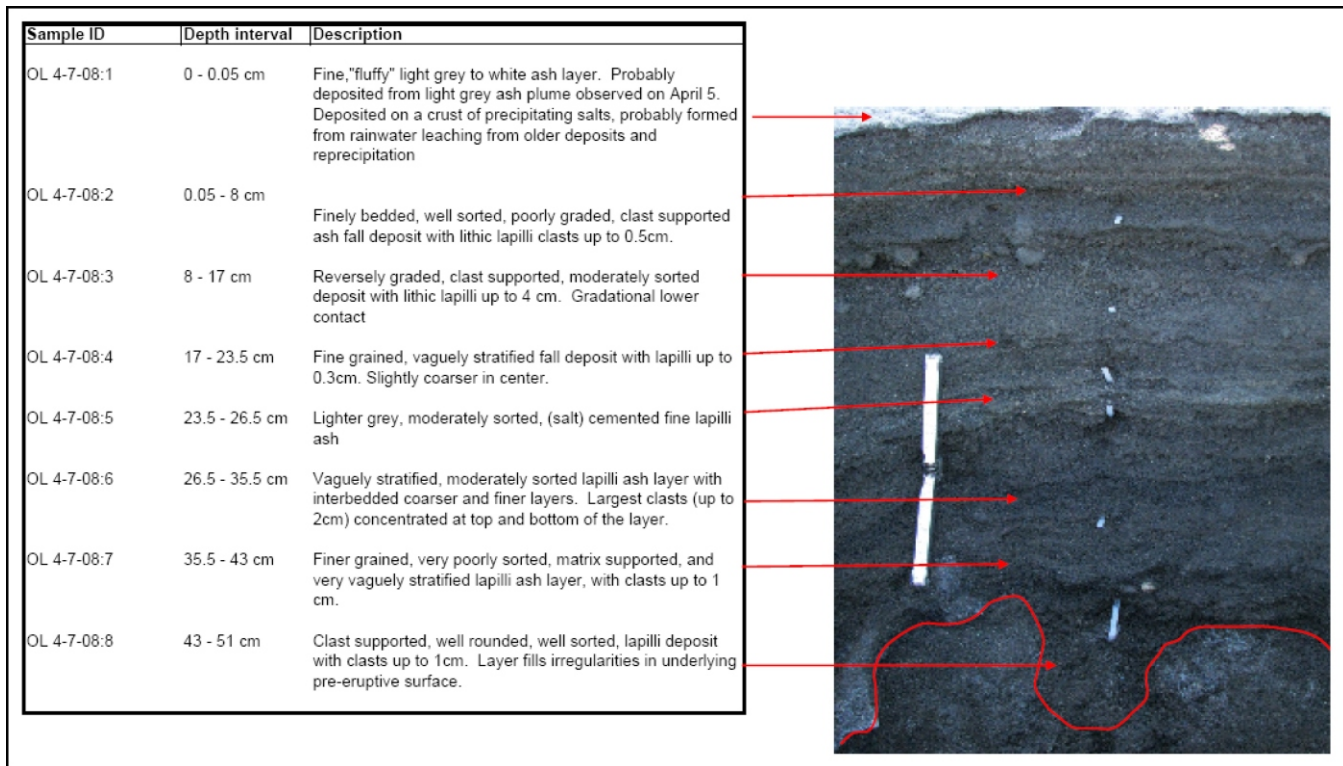 Sample ID Depth interval Description
OL 4-7-08:1 0 - 0.05 cm Fine,"fluffy" light grey to white ash layer. Probably
deposited from light grey ash plume observed on April 5.
Deposited on a crust of precipitating salts, probably formed
from rainwater leaching from older deposits and
reprecipitation
OL 4-7-08:2 0.05 - 8 cm
Finely bedded, well sorted, poorly graded, clast supported
ash fall deposit with lithic lapilli clasts up to 0.5cm.
OL 4-7-08:3 8 - 17 cm Reversely graded, clast supported, moderately sorted
deposit with lithic lapilli up to 4 cm. Gradational lower
contact
OL 4-7-08:4 17 - 23.5 cm Fine grained, vaguely stratified fall deposit with lapilli up to
0.3cm. Slightly coarser in center.
OL 4-7-08:5 23.5 - 26.5 cm Lighter grey, moderately sorted, (salt) cemented fine lapilli
ash
OL 4-7-08:6 26.5 - 35.5 cm Vaguely stratified, moderately sorted lapilli ash layer with
interbedded coarser and finer layers. Largest clasts (up to
2cm) concentrated at top and bottom of the layer.
OL 4-7-08:7 35.5 - 43 cm Finer grained, very poorly sorted, matrix supported, and
very vaguely stratified lapilli ash layer, with clasts up to 1
cm.
OL 4-7-08:8 43 - 51 cm Clast supported, well rounded, well sorted, lapilli deposit
with clasts up to 1cm. Layer fills irregularities in underlying
pre-eruptive surface.